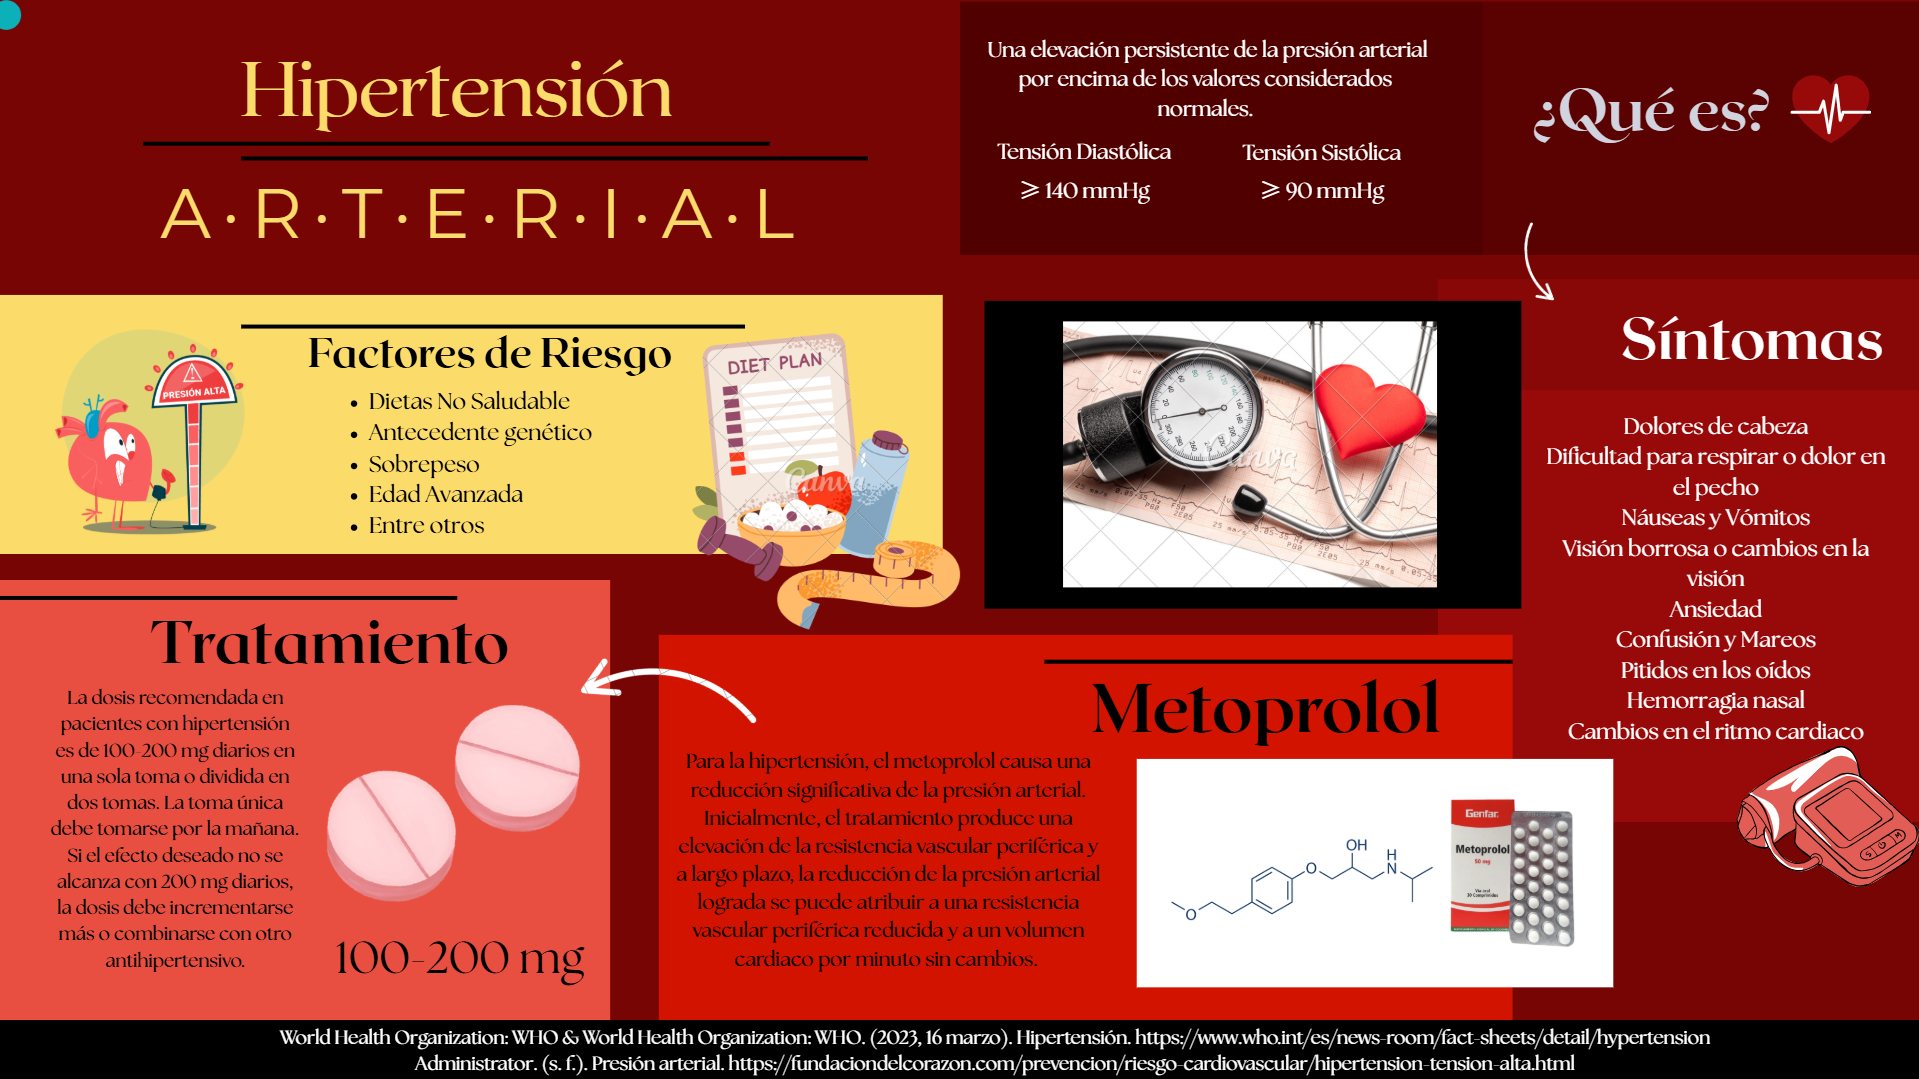 Hipertensión
A·R·T·E·R·I·A·L
Una elevación persistente de la presión arterial
por encima de los valores considerados
normales.
Tensión Diastólica
⩾ 140 mmHg
Tensión Sistólica
⩾ 90 mmHg
¿Qué es?
Factores de Riesgo
• Dietas No Saludable
• Antecedente genético
• Sobrepeso
• Edad Avanzada
• Entre otros
PRESIÓN ALTA
DIET PLAN
Canva
Canva
Síntomas
Dolores de cabeza
Dificultad para respirar o dolor en
el pecho
Náuseas y Vómitos
Visión borrosa o cambios en la
visión
Ansiedad
Confusión y Mareos
Pitidos en los oídos
Hemorragia nasal
Cambios en el ritmo cardiaco
Tratamiento
La dosis recomendada en
pacientes con hipertensión
es de 100-200 mg diarios en
una sola toma o dividida en
dos tomas. La toma única
debe tomarse por la mañana.
Si el efecto deseado no se
alcanza con 200 mg diarios,
la dosis debe incrementarse
más o combinarse con otro
antihipertensivo.
100-200 mg
Metoprolol
Para la hipertensión, el metoprolol causa una
reducción significativa de la presión arterial.
Inicialmente, el tratamiento produce una
elevación de la resistencia vascular periférica y
a largo plazo, la reducción de la presión arterial
lograda se puede atribuir a una resistencia
vascular periférica reducida y a un volumen
cardiaco por minuto sin cambios.
OH
H
O
N
O
Genfar
Metoprolol
50 mg
Vía oral
World Health Organization: WHO & World Health Organization: WHO. (2023, 16 marzo). Hipertensión. https://www.who.int/es/news-room/fact-sheets/detail/hypertension
Administrator. (s. f.). Presión arterial. https://fundaciondelcorazon.com/prevencion/riesgo-cardiovascular/hipertension-tension-alta.html